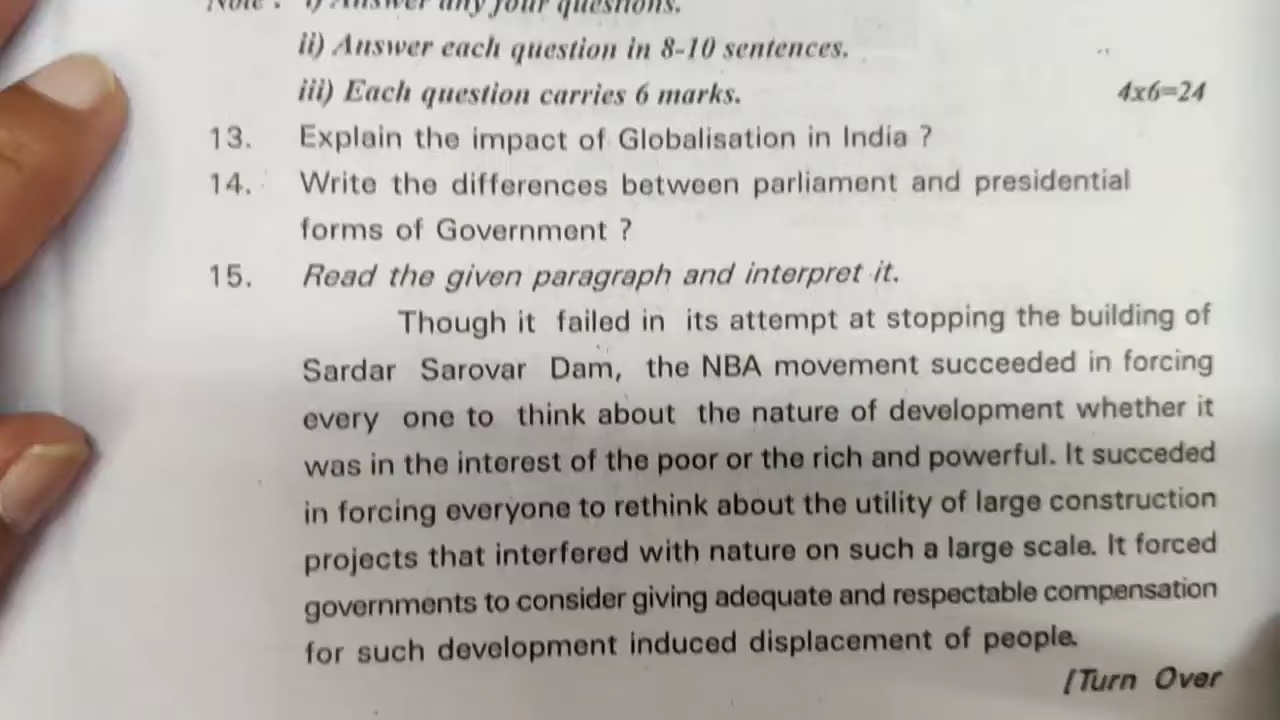 Note : i) Answer any four questions.
ii) Answer each question in 8-10 sentences.
iii) Each question carries 6 marks. 4x6=24
13. Explain the impact of Globalisation in India ?
14. Write the differences between parliament and presidential
forms of Government ?
15. Read the given paragraph and interpret it.
Though it failed in its attempt at stopping the building of
Sardar Sarovar Dam, the NBA movement succeeded in forcing
every one to think about the nature of development whether it
was in the interest of the poor or the rich and powerful. It succeded
in forcing everyone to rethink about the utility of large construction
projects that interfered with nature on such a large scale. It forced
governments to consider giving adequate and respectable compensation
for such development induced displacement of people.
[Turn Over